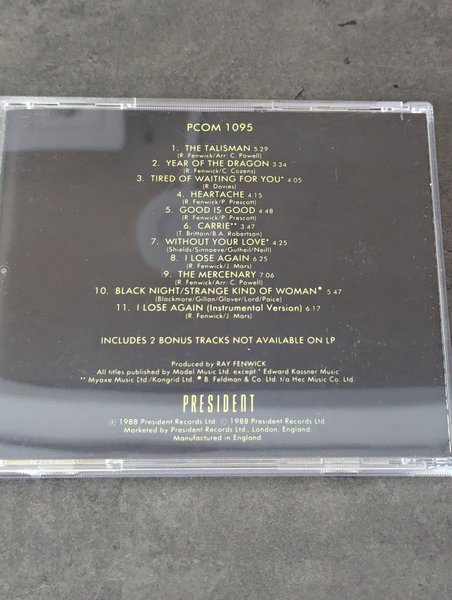 PCOM 1095
1. THE TALISMAN 5.29
(R. Fenwick/Arr: C. Powell)
2. YEAR OF THE DRAGON 3.34
(R. Fenwick/C. Cozens)
3. TIRED OF WAITING FOR YOU* 4.05
(R. Davies)
4. HEARTACHE 4.15
(R. Fenwick/P. Prescott)
5. GOOD IS GOOD 4.48
(R. Fenwick/P. Prescott)
6. CARRIE** 3.47
(T. Brittain/B.A. Robertson)
7. WITHOUT YOUR LOVE* 4.25
(Shields/Sinnaeve/Gutheil/Neill)
8. I LOSE AGAIN 6.25
(R. Fenwick/J. Mars)
9. THE MERCENARY 7.06
(R. Fenwick/Arr: C. Powell)
10. BLACK NIGHT/STRANGE KIND OF WOMAN● 5.47
(Blackmore/Gillan/Glover/Lord/Paice)
11. I LOSE AGAIN (Instrumental Version) 6.17
(R. Fenwick/J. Mars)
INCLUDES 2 BONUS TRACKS NOT AVAILABLE ON LP
Produced by RAY FENWICK
All titles published by Model Music Ltd. except * Edward Kassner Music
** Myaxe Music Ltd./Kongrid Ltd. ● B. Feldman & Co. Ltd. t/a Hec Music Co. Ltd.
PRESIDENT
℗ 1988 President Records Ltd. © 1988 President Records Ltd.
Marketed by President Records Ltd., London, England.
Manufactured in England.